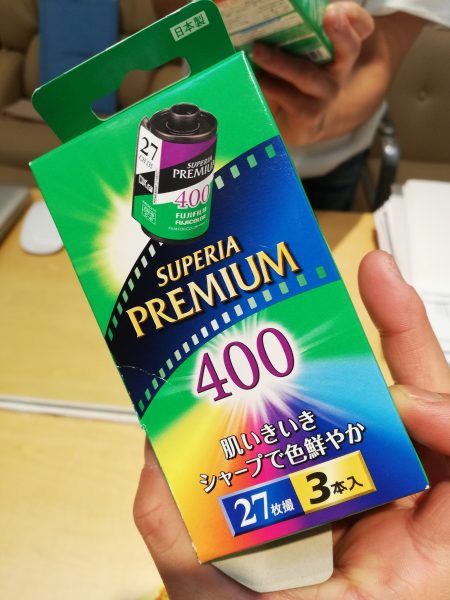 日本製
27
SUPERIA
PREMIUM
400
FUJIFILM
FUJICOLOR
SUPERIA
PREMIUM
400
肌いきいき
シャープで色鮮やか
27枚撮
3本入